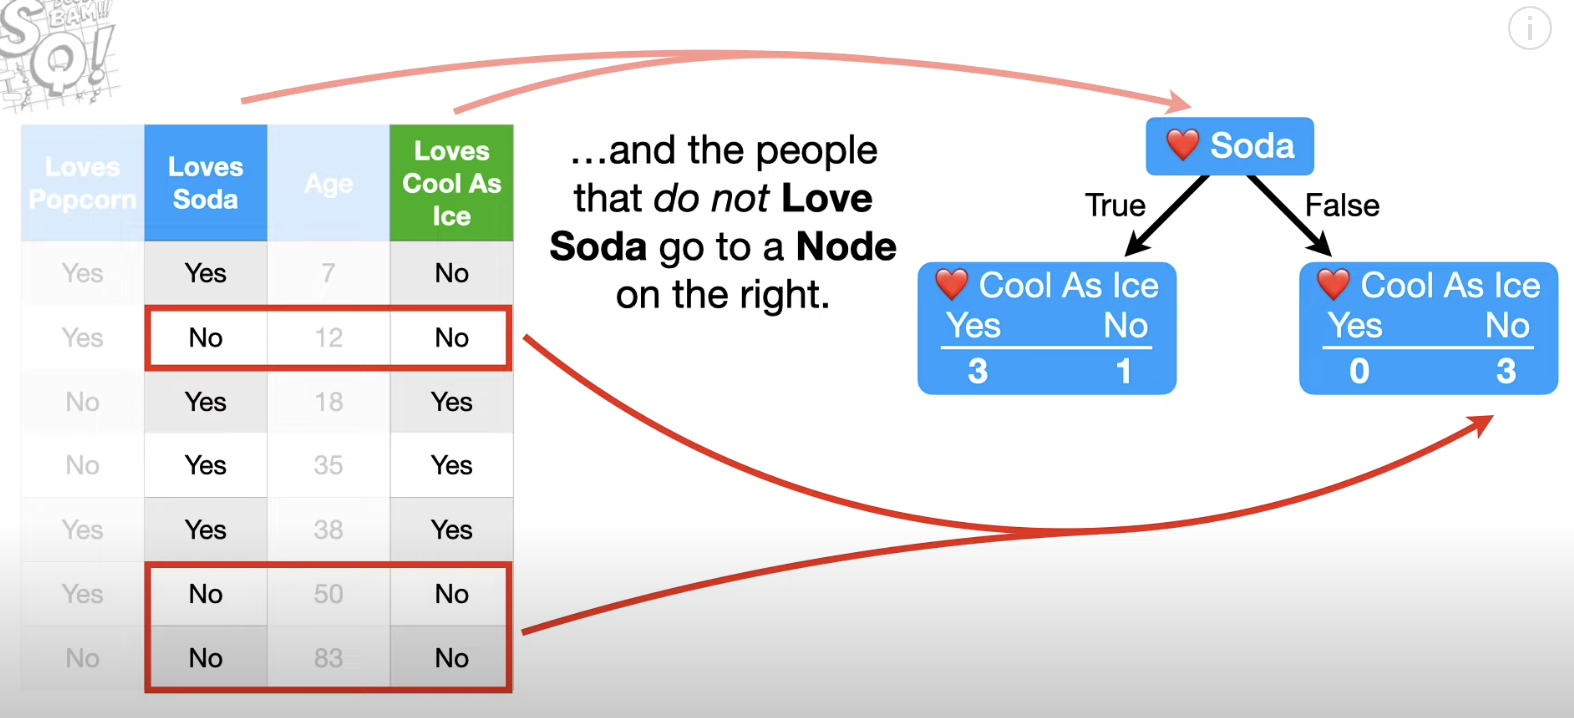 BAM!!!
SQ!
i
Loves Popcorn
Loves Soda
Age
Loves Cool As Ice
Yes Yes 7 No
Yes No 12 No
No Yes 18 Yes
No Yes 35 Yes
Yes Yes 38 Yes
Yes No 50 No
No No 83 No
...and the people
that do not Love
Soda go to a Node
on the right.
❤️ Soda
True False
❤️ Cool As Ice
Yes No
3 1
❤️ Cool As Ice
Yes No
0 3